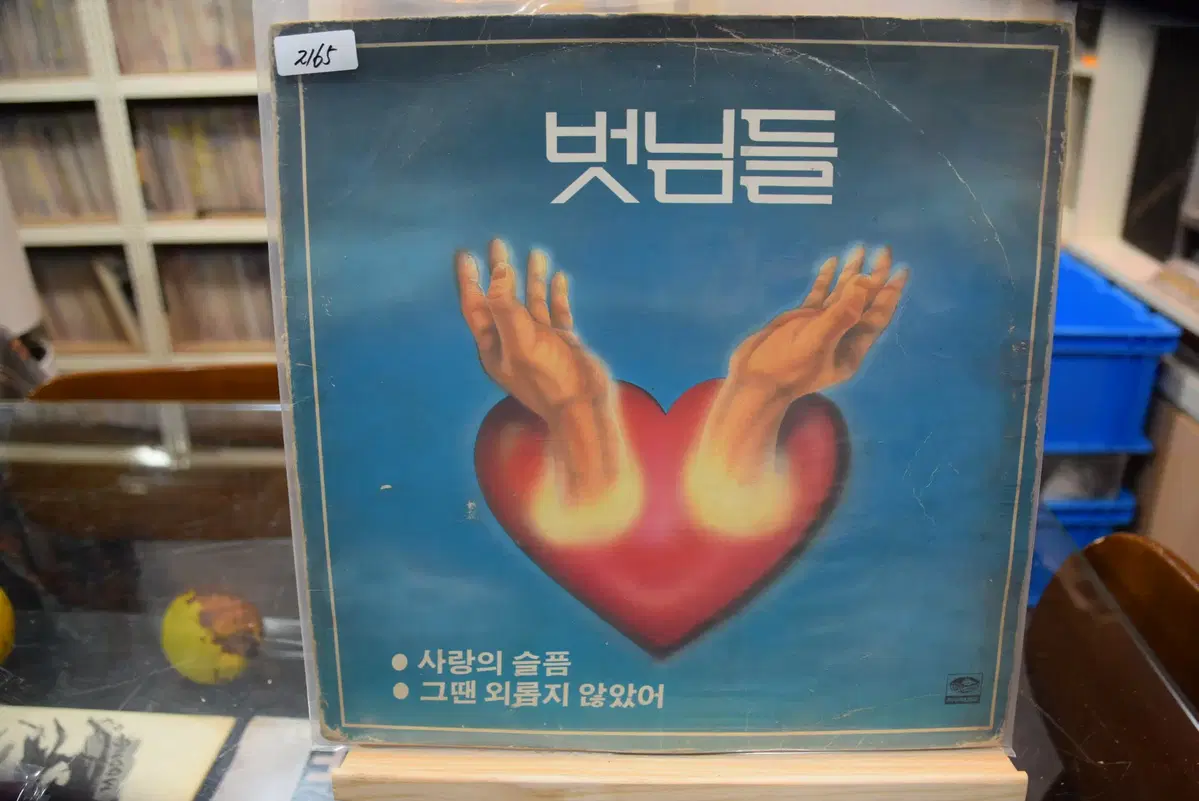 2165
벗님들
● 사랑의 슬픔
● 그땐 외롭지 않았어